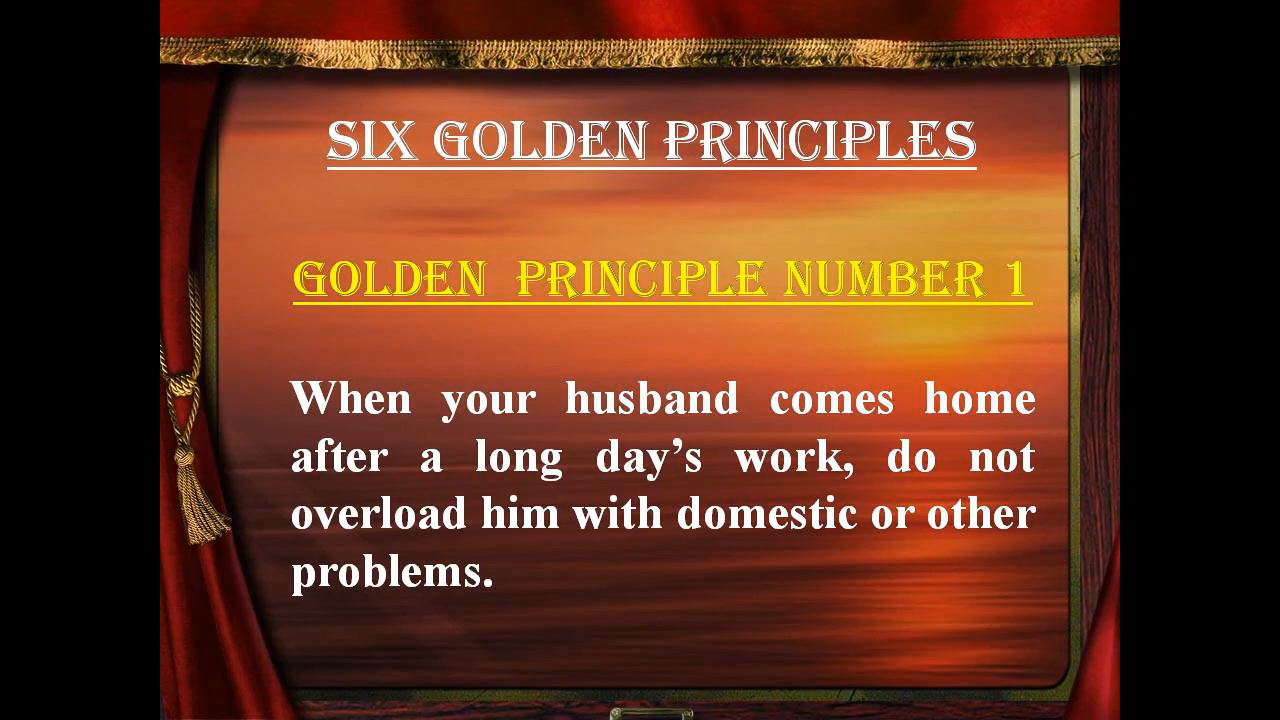 SIX GOLDEN PRINCIPLES
GOLDEN PRINCIPLE NUMBER 1
When your husband comes home
after a long day’s work, do not
overload him with domestic or other
problems.